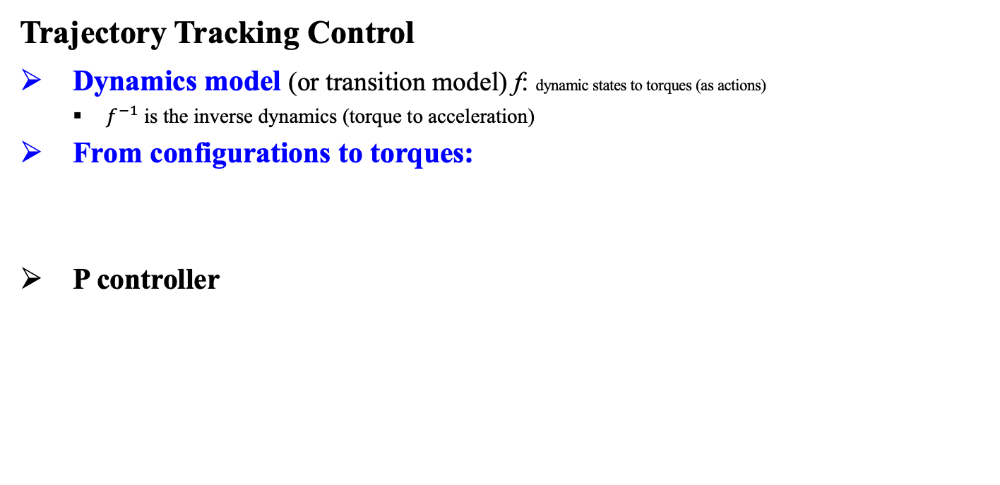 Trajectory Tracking Control
➢ Dynamics model (or transition model) f: dynamic states to torques (as actions)
▪ f⁻¹ is the inverse dynamics (torque to acceleration)
➢ From configurations to torques:
➢ P controller